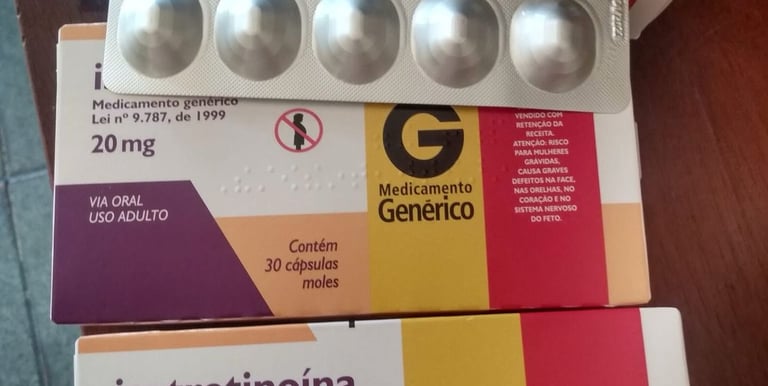 Medicamento genérico
Lei nº 9.787, de 1999
20 mg
VIA ORAL
USO ADULTO
Contém
30 cápsulas
moles
G
Medicamento
Genérico
VENDIDO COM
RETENÇÃO DA
RECEITA.
ATENÇÃO: RISCO
PARA MULHERES
GRÁVIDAS,
CAUSA GRAVES
DEFEITOS NA FACE,
NAS ORELHAS, NO
CORAÇÃO E NO
SISTEMA NERVOSO
DO FETO.
isotretinoína